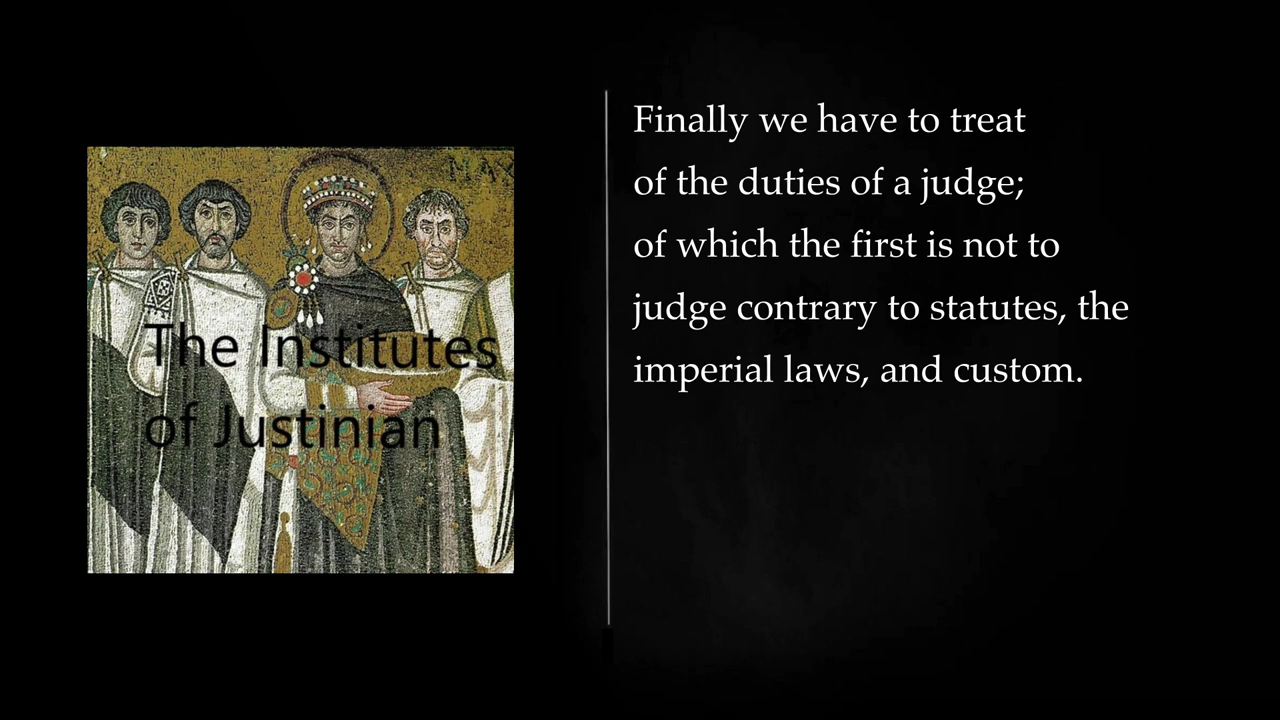 The Institutes
of Justinian
Finally we have to treat
of the duties of a judge;
of which the first is not to
judge contrary to statutes, the
imperial laws, and custom.